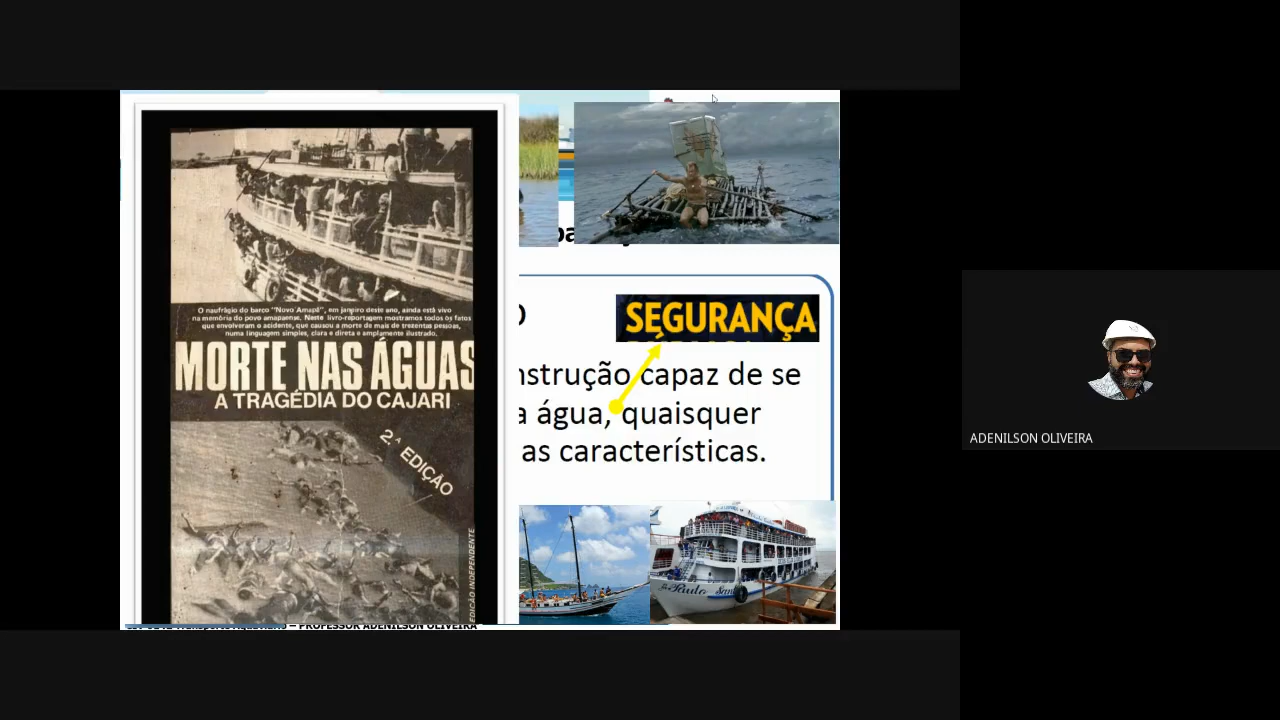 O naufrágio do barco "Novo Amapá", em janeiro deste ano, ainda está vivo
na memória do povo amapaense. Neste livro-reportagem mostramos todos os fatos
que envolveram o acidente, que causou a morte de mais de trezentas pessoas,
numa linguagem simples, clara e direta e amplamente ilustrado.
MORTE NAS ÁGUAS
A TRAGÉDIA DO CAJARI
2.ª EDIÇÃO
EDIÇÃO INDEPENDENTE
SEGURANÇA
nstrução capaz de se
a água, quaisquer
as características.
PROFESSOR ADENILSON OLIVEIRA
ADENILSON OLIVEIRA